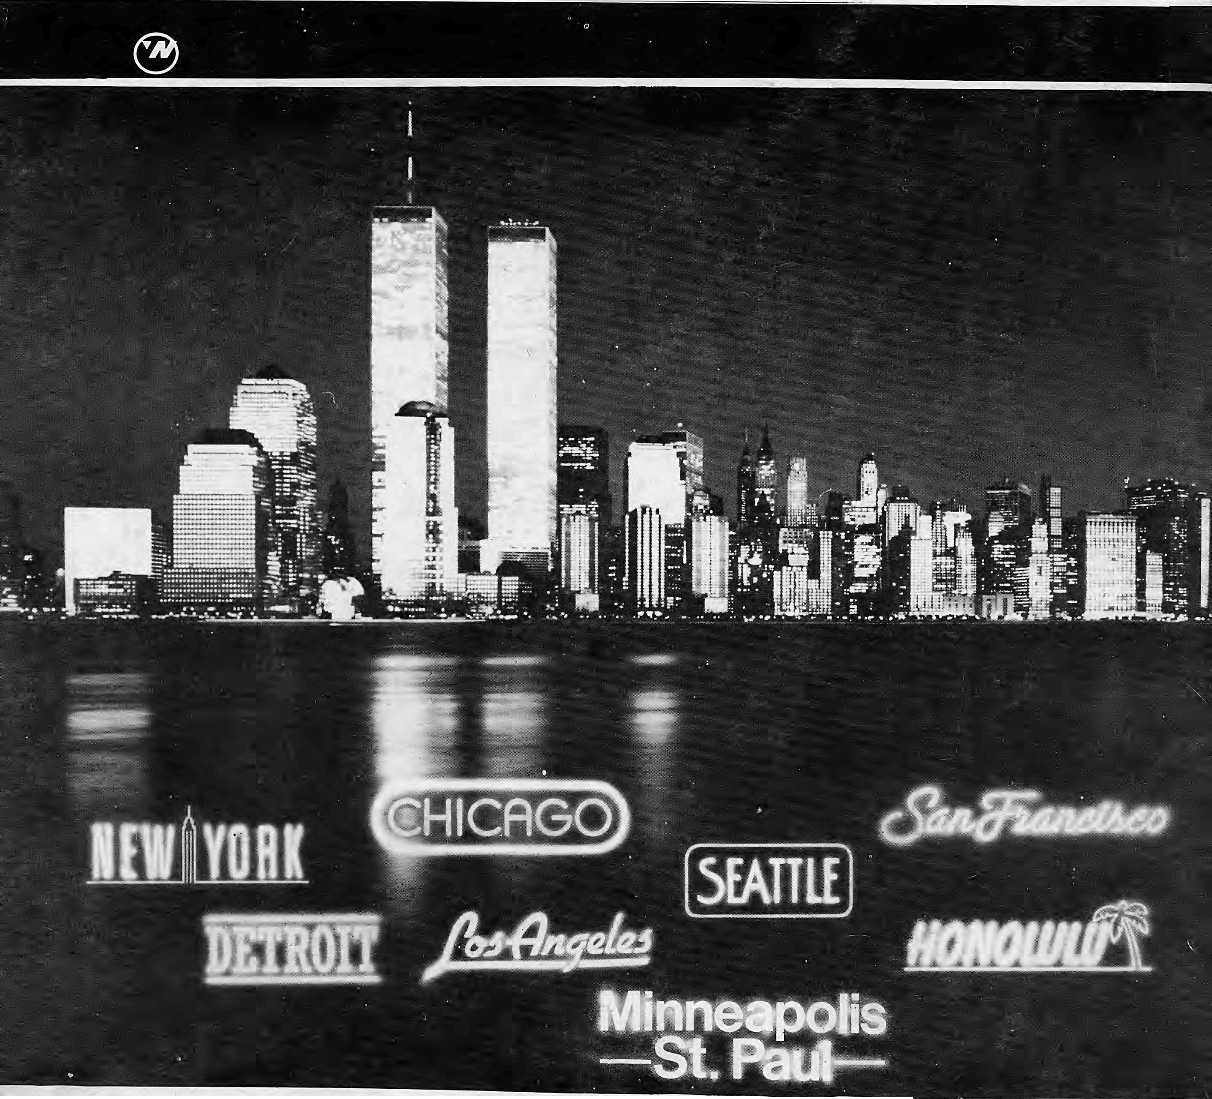 N
NEW YORK
CHICAGO
San Francisco
SEATTLE
DETROIT
Los Angeles
HONOLULU
Minneapolis
St. Paul